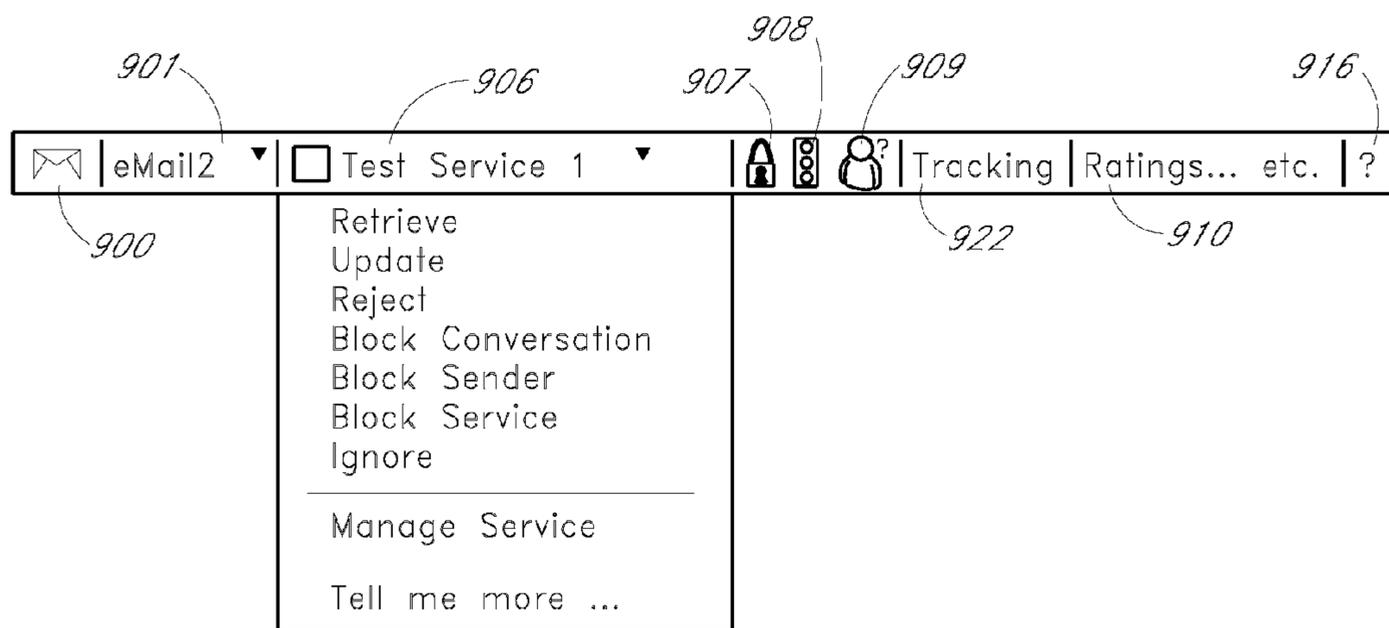 908
901 906 907 909 916
eMail2 Test Service 1 ? Tracking Ratings... etc. ?
900 922 910
Retrieve
Update
Reject
Block Conversation
Block Sender
Block Service
Ignore
Manage Service
Tell me more ...